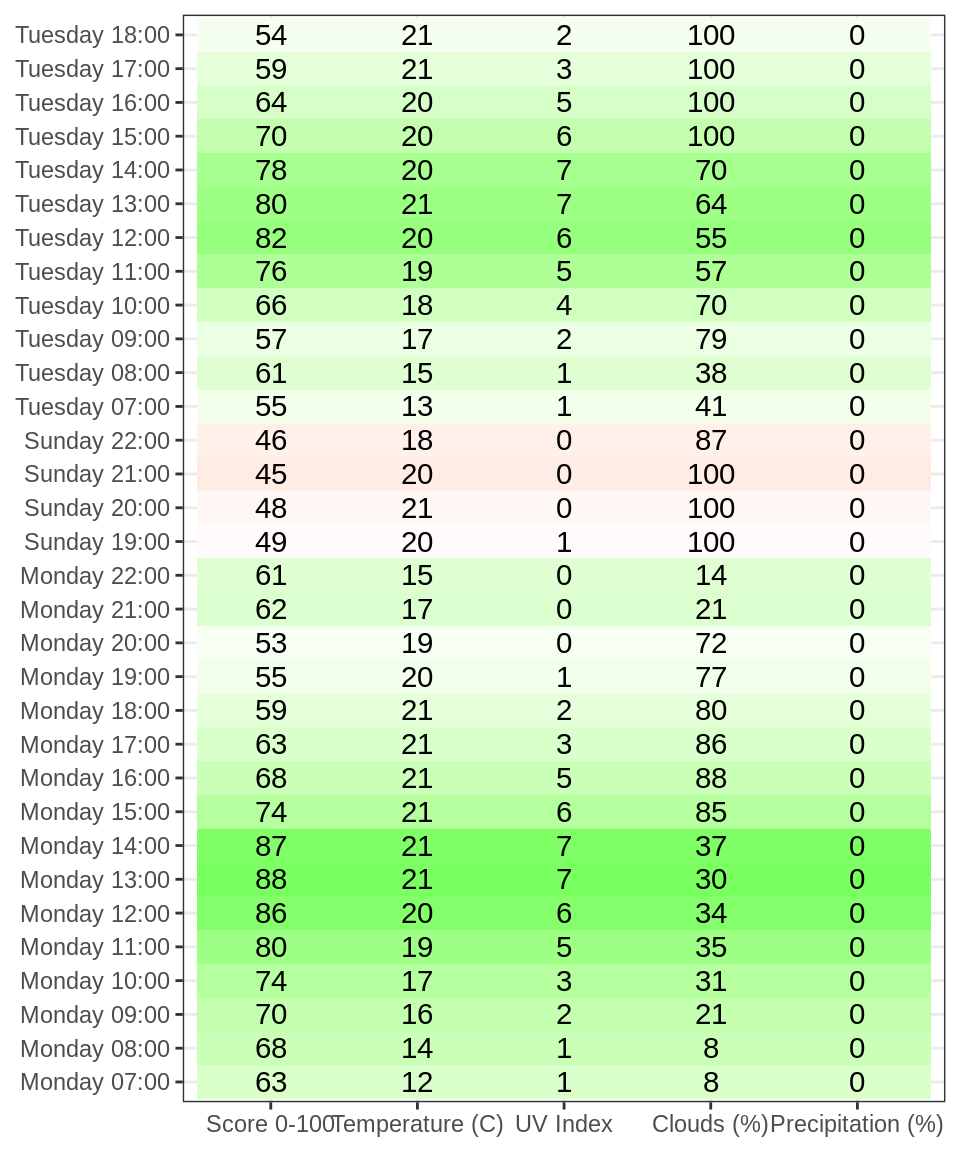 Tuesday 18:00 54 21 2 100 0
Tuesday 17:00 59 21 3 100 0
Tuesday 16:00 64 20 5 100 0
Tuesday 15:00 70 20 6 100 0
Tuesday 14:00 78 20 7 70 0
Tuesday 13:00 80 21 7 64 0
Tuesday 12:00 82 20 6 55 0
Tuesday 11:00 76 19 5 57 0
Tuesday 10:00 66 18 4 70 0
Tuesday 09:00 57 17 2 79 0
Tuesday 08:00 61 15 1 38 0
Tuesday 07:00 55 13 1 41 0
Sunday 22:00 46 18 0 87 0
Sunday 21:00 45 20 0 100 0
Sunday 20:00 48 21 0 100 0
Sunday 19:00 49 20 1 100 0
Monday 22:00 61 15 0 14 0
Monday 21:00 62 17 0 21 0
Monday 20:00 53 19 0 72 0
Monday 19:00 55 20 1 77 0
Monday 18:00 59 21 2 80 0
Monday 17:00 63 21 3 86 0
Monday 16:00 68 21 5 88 0
Monday 15:00 74 21 6 85 0
Monday 14:00 87 21 7 37 0
Monday 13:00 88 21 7 30 0
Monday 12:00 86 20 6 34 0
Monday 11:00 80 19 5 35 0
Monday 10:00 74 17 3 31 0
Monday 09:00 70 16 2 21 0
Monday 08:00 68 14 1 8 0
Monday 07:00 63 12 1 8 0
Score 0-100 Temperature (C) UV Index Clouds (%) Precipitation (%)